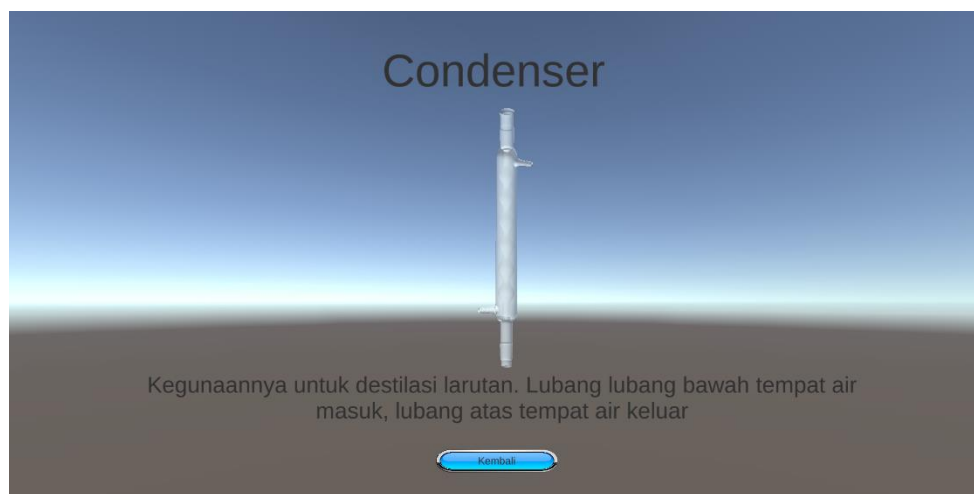 Condenser
Kegunaannya untuk destilasi larutan. Lubang lubang bawah tempat air
masuk, lubang atas tempat air keluar
Kembali